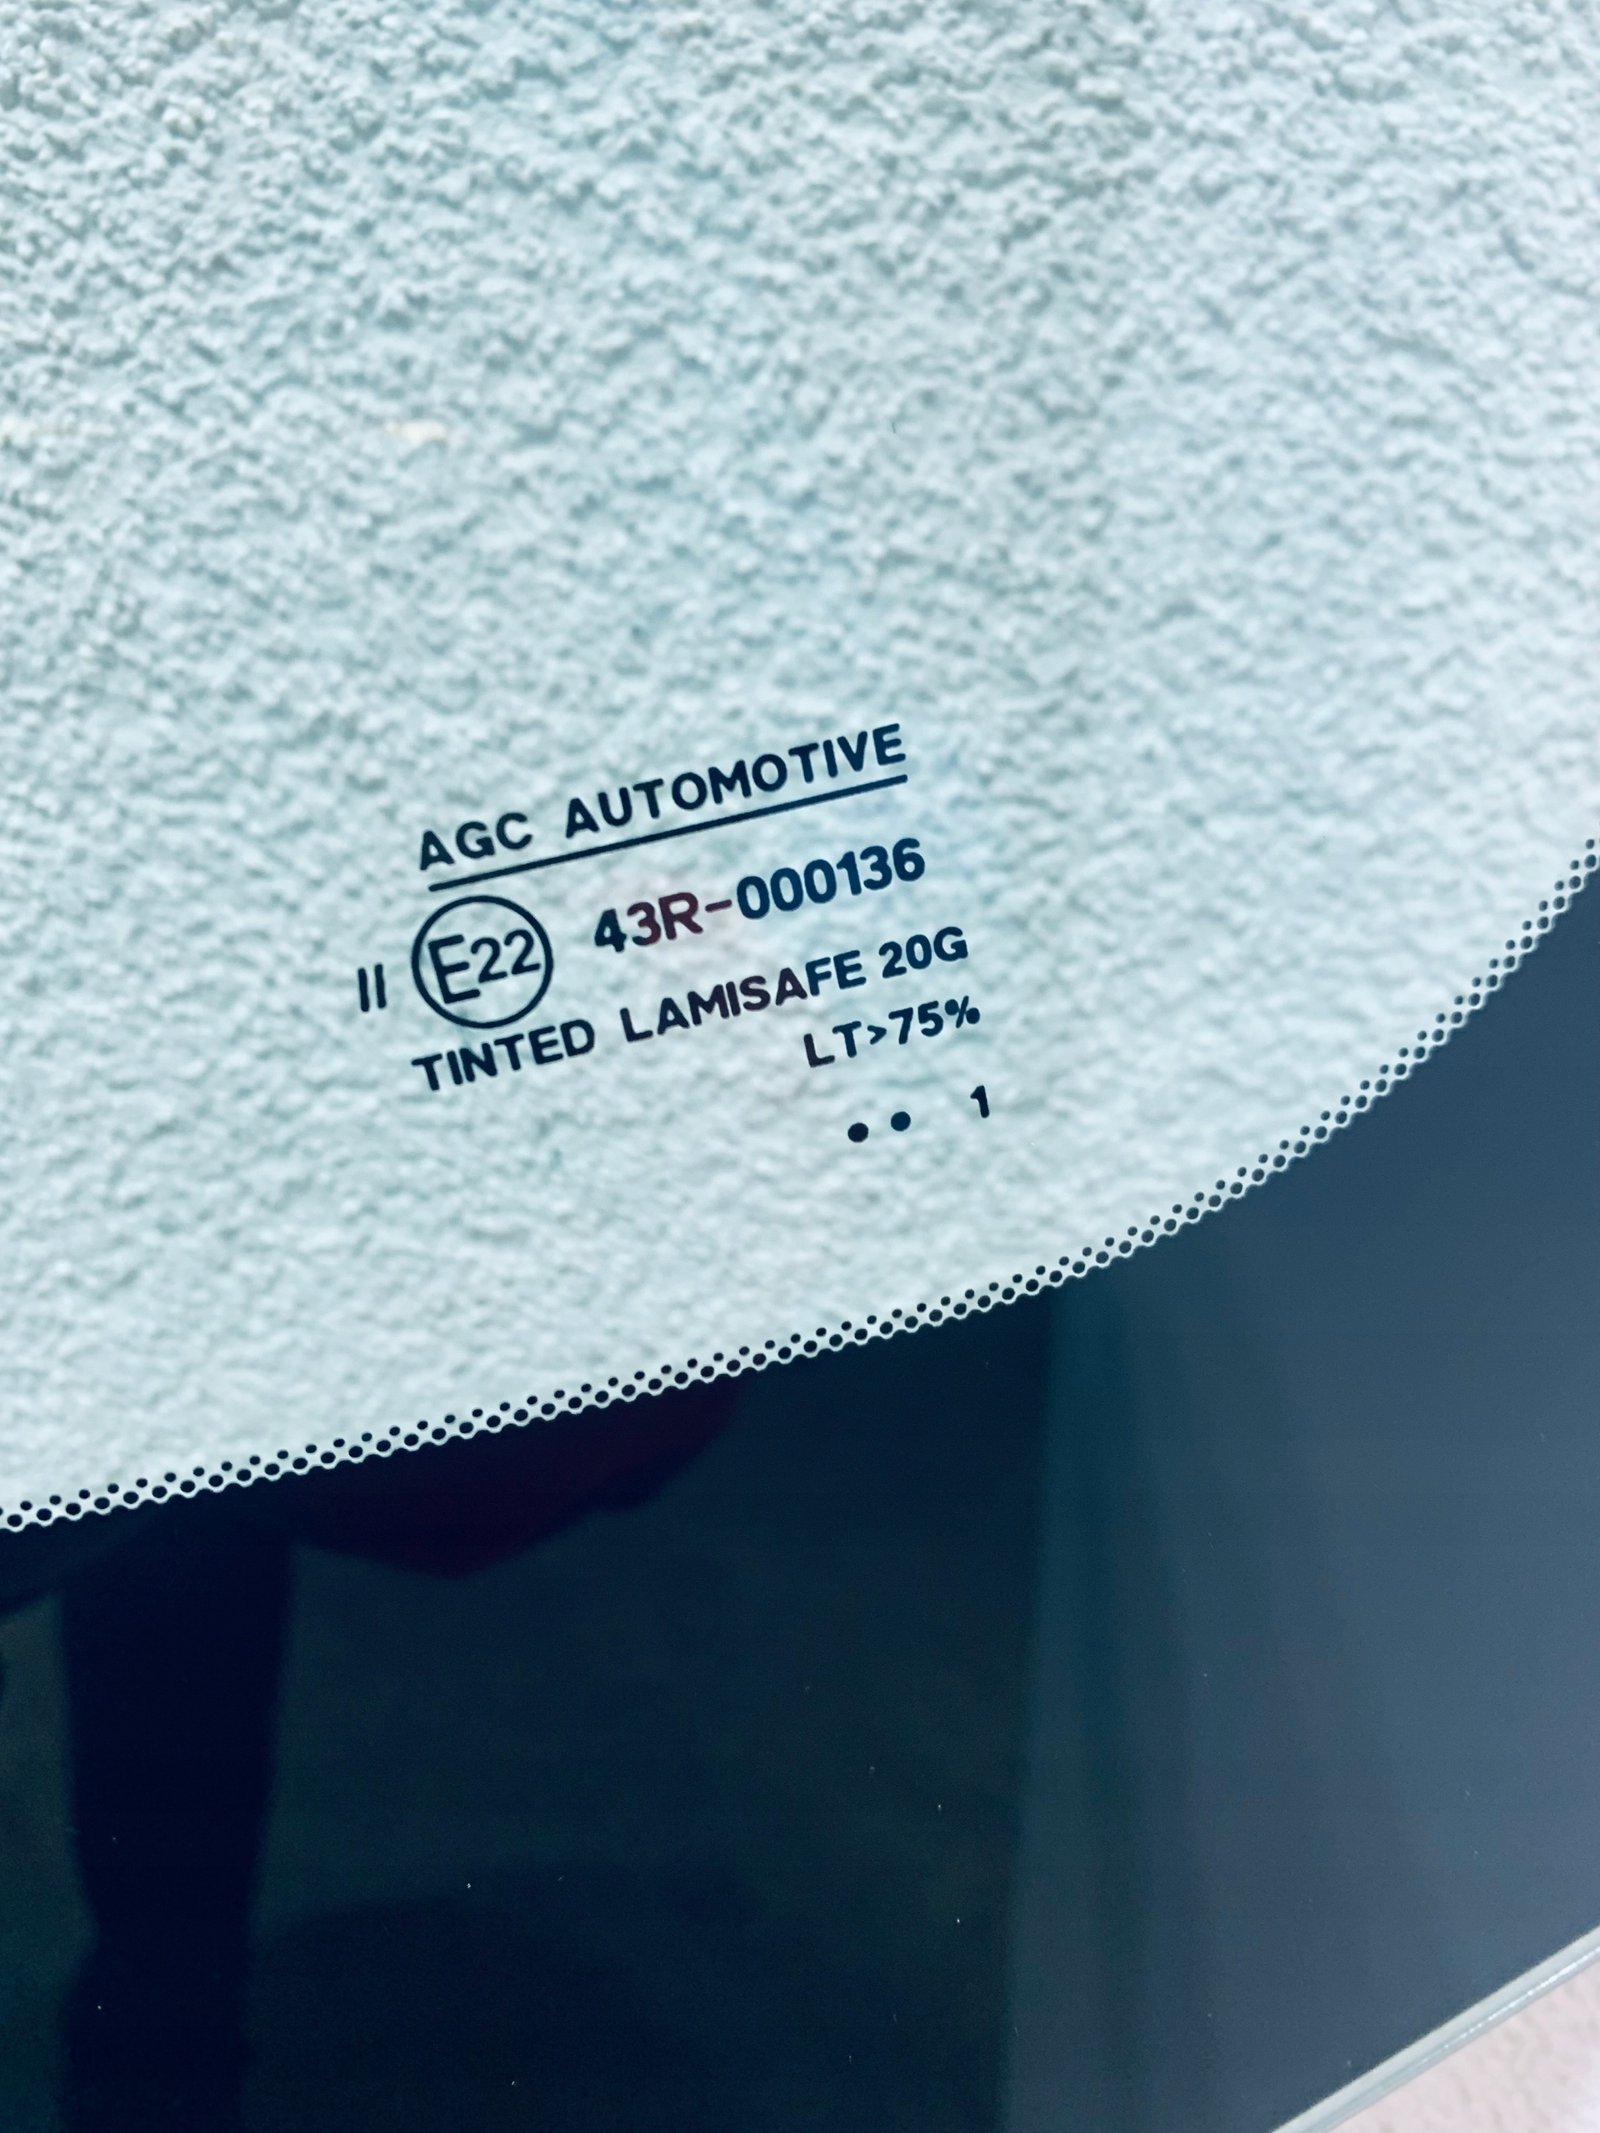 AGC AUTOMOTIVE
II E22 43R-000136
TINTED LAMISAFE 20G
LT>75%
•• 1